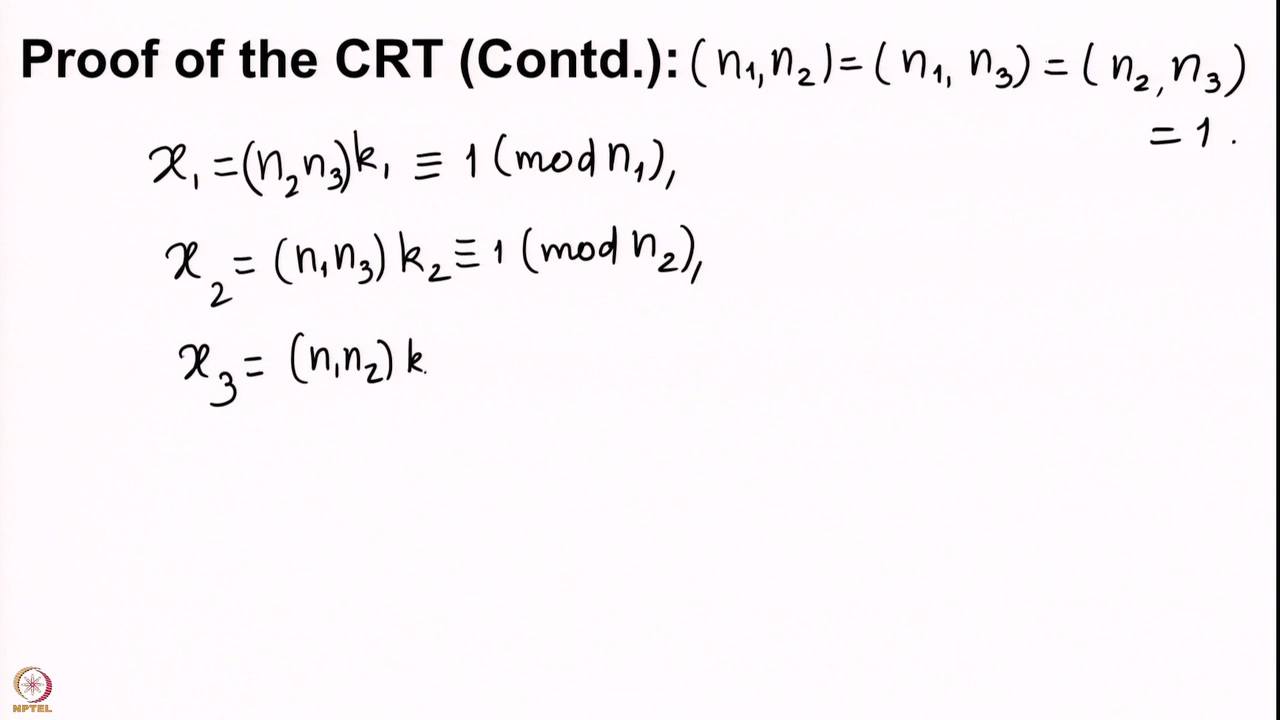 Proof of the CRT (Contd.): (n₁, n₂) = (n₁, n₃) = (n₂, n₃)
= 1.
x₁ = (n₂n₃)k₁ ≡ 1 (mod n₁),
x₂ = (n₁n₃) k₂ ≡ 1 (mod n₂),
x₃ = (n₁n₂) k
NPTEL